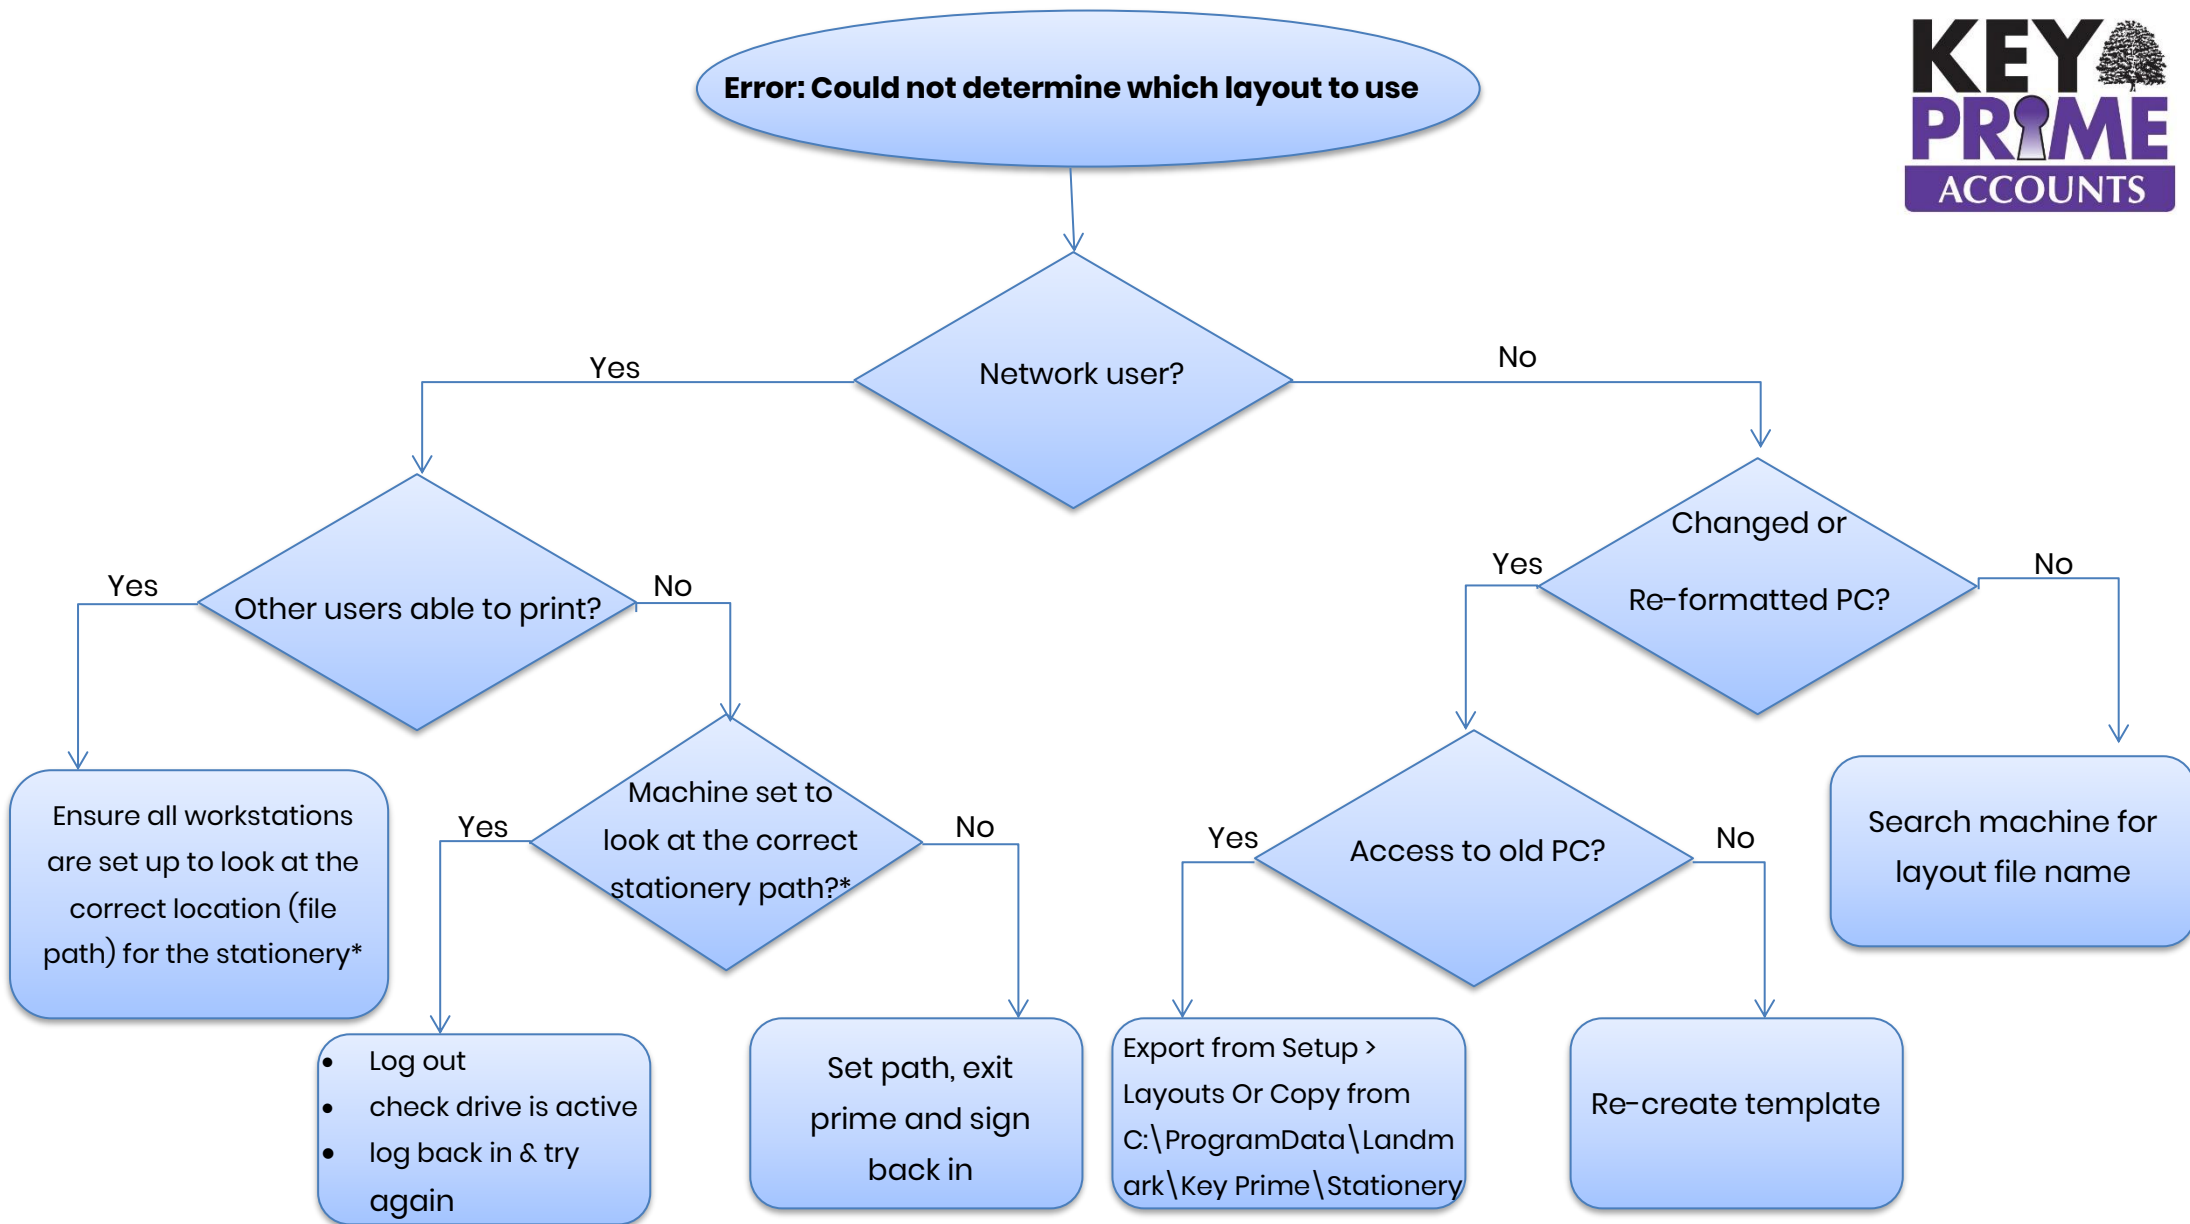 Error: Could not determine which layout to use
KEY
PRIME
ACCOUNTS
Network user?
Yes
No
Other users able to print?
Yes
No
Changed or
Re-formatted PC?
Yes
No
Ensure all workstations
are set up to look at the
correct location (file
path) for the stationery*
Machine set to
look at the correct
stationery path?*
Yes
No
Access to old PC?
Yes
No
Search machine for
layout file name
• Log out
• check drive is active
• log back in & try
again
Set path, exit
prime and sign
back in
Export from Setup >
Layouts Or Copy from
C:\ProgramData\Landm
ark\Key Prime\Stationery
Re-create template